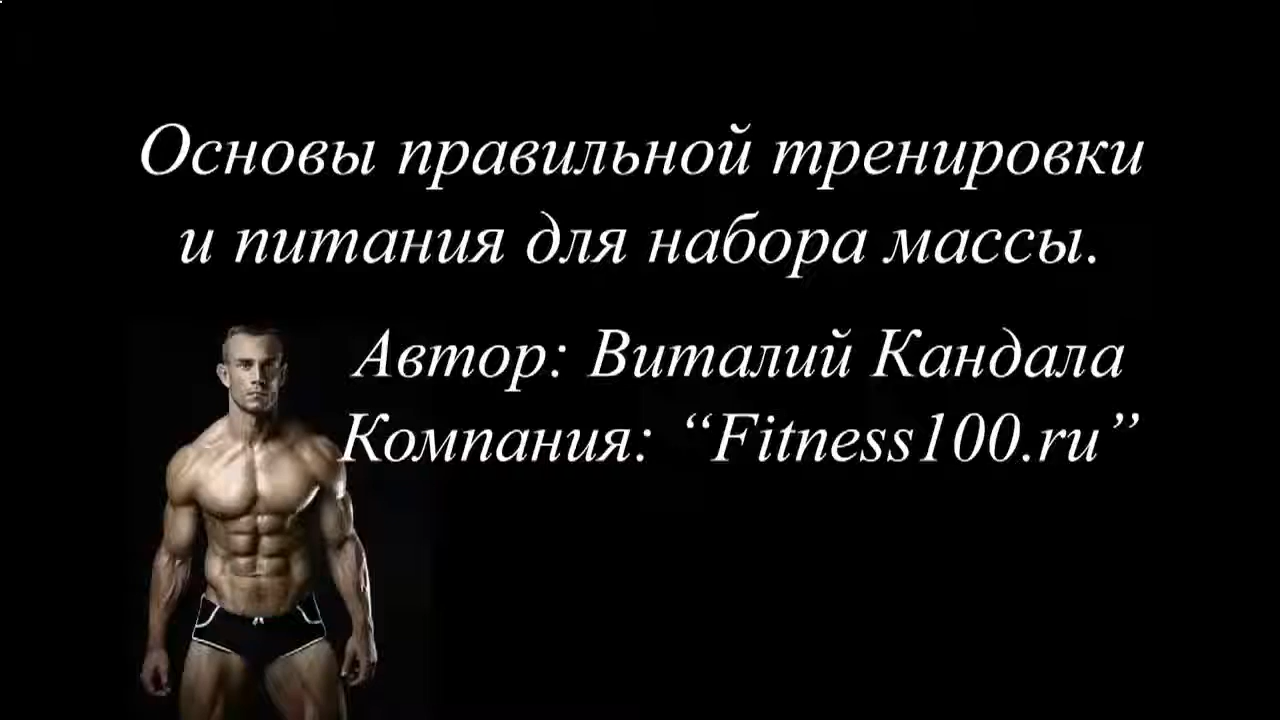 Основы правильной тренировки
и питания для набора массы.
Автор: Виталий Кандала
Компания: “Fitness100.ru”